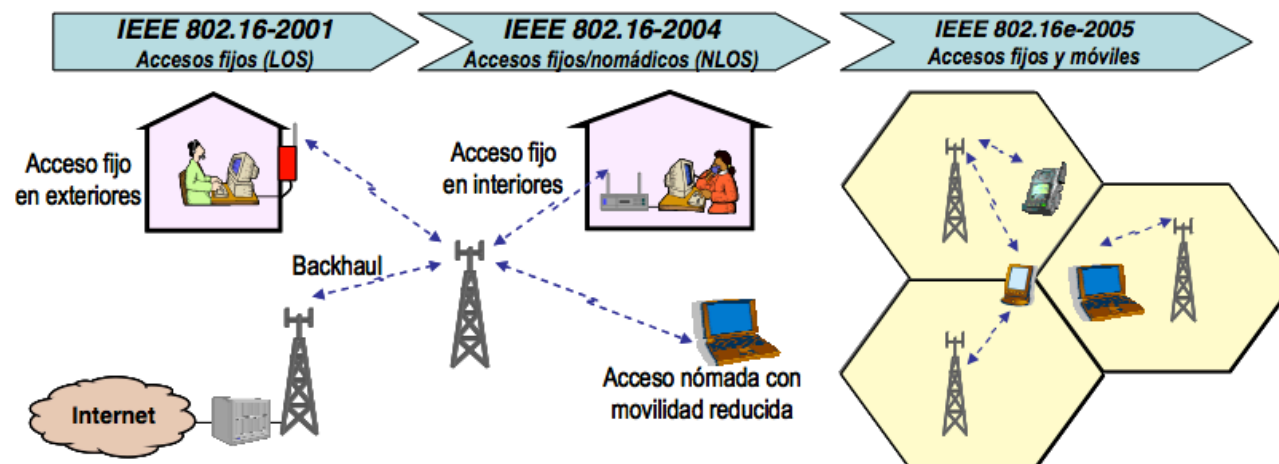 IEEE 802.16-2001
Accesos fijos (LOS)
IEEE 802.16-2004
Accesos fijos/nomádicos (NLOS)
IEEE 802.16e-2005
Accesos fijos y móviles
Acceso fijo
en exteriores
Acceso fijo
en interiores
Backhaul
Internet
Acceso nómada con
movilidad reducida